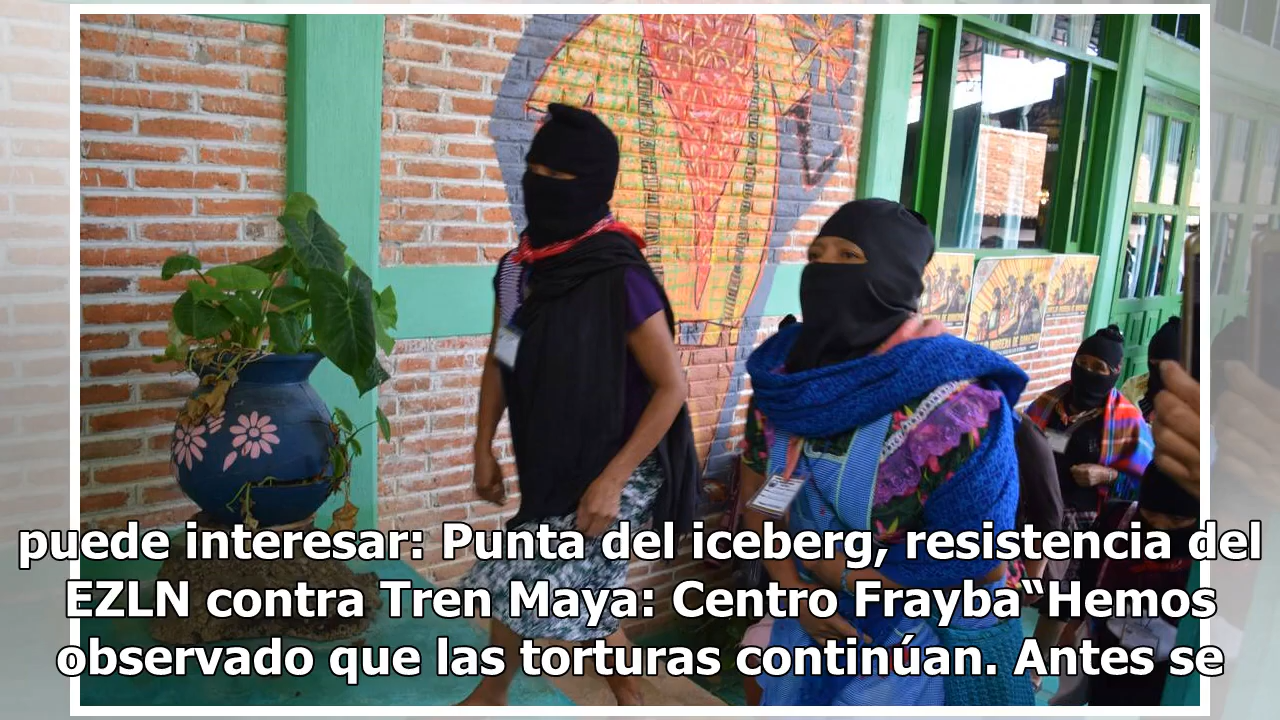 puede interesar: Punta del iceberg, resistencia del
EZLN contra Tren Maya: Centro Frayba“Hemos
observado que las torturas continúan. Antes se